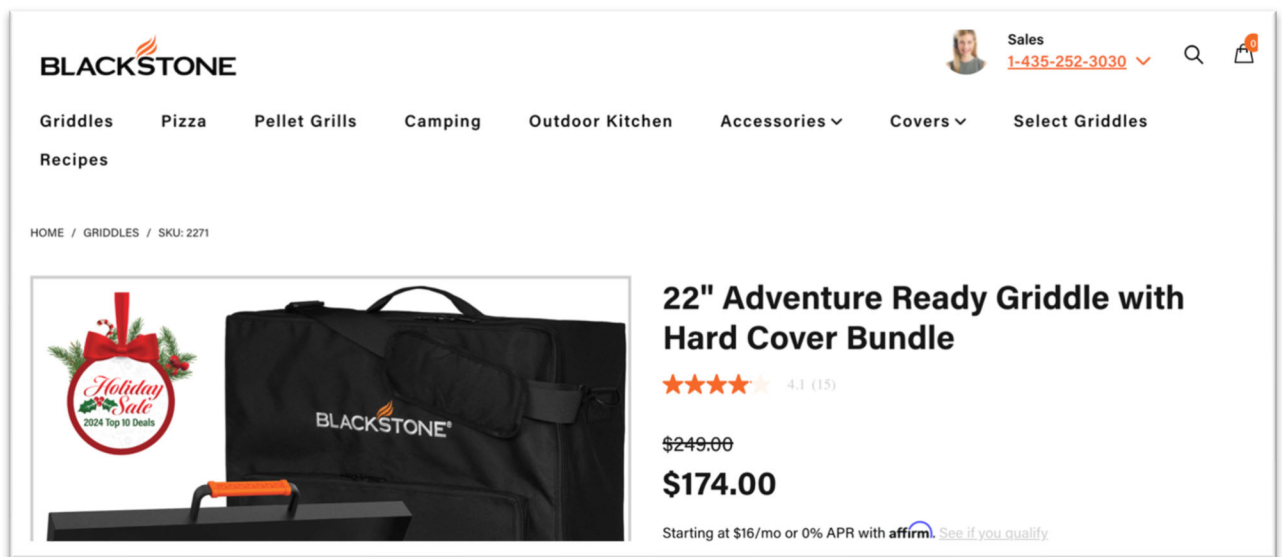 BLACKSTONE
Sales
1-435-252-3030
0
Griddles Pizza Pellet Grills Camping Outdoor Kitchen Accessories Covers Select Griddles
Recipes
HOME / GRIDDLES / SKU: 2271
Holiday
Sale
2024 Top 10 Deals
BLACKSTONE®
22" Adventure Ready Griddle with
Hard Cover Bundle
4.1 (15)
$249.00
$174.00
Starting at $16/mo or 0% APR with affirm. See if you qualify